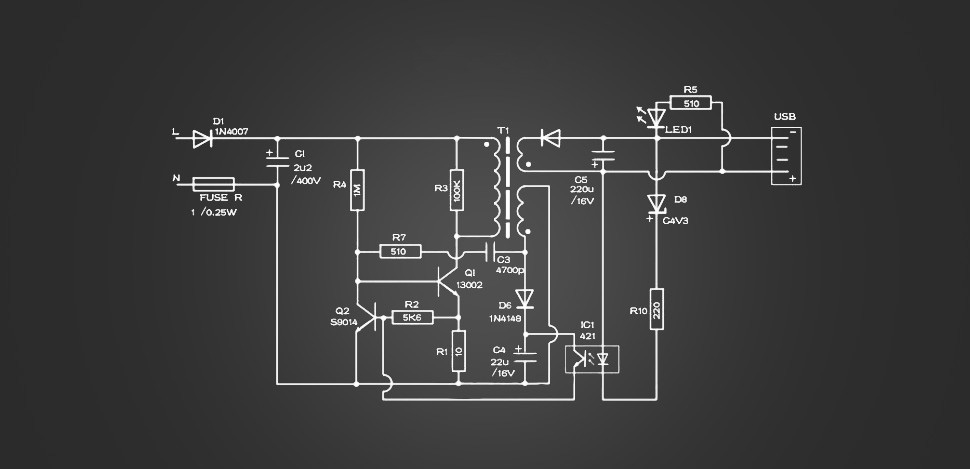 R5
510
LED1
USB
-
+
L
D1
1N4007
T1
+
C1
2u2
/400V
N
FUSE R
1 /0.25W
R4
1M
R3
100K
+
C5
220u
/16V
D8
+
C4V3
R7
510
C3
4700p
Q1
13002
R2
5K6
Q2
S9014
D6
1N4148
R10
220
R1
10
+
C4
22u
/16V
IC1
421